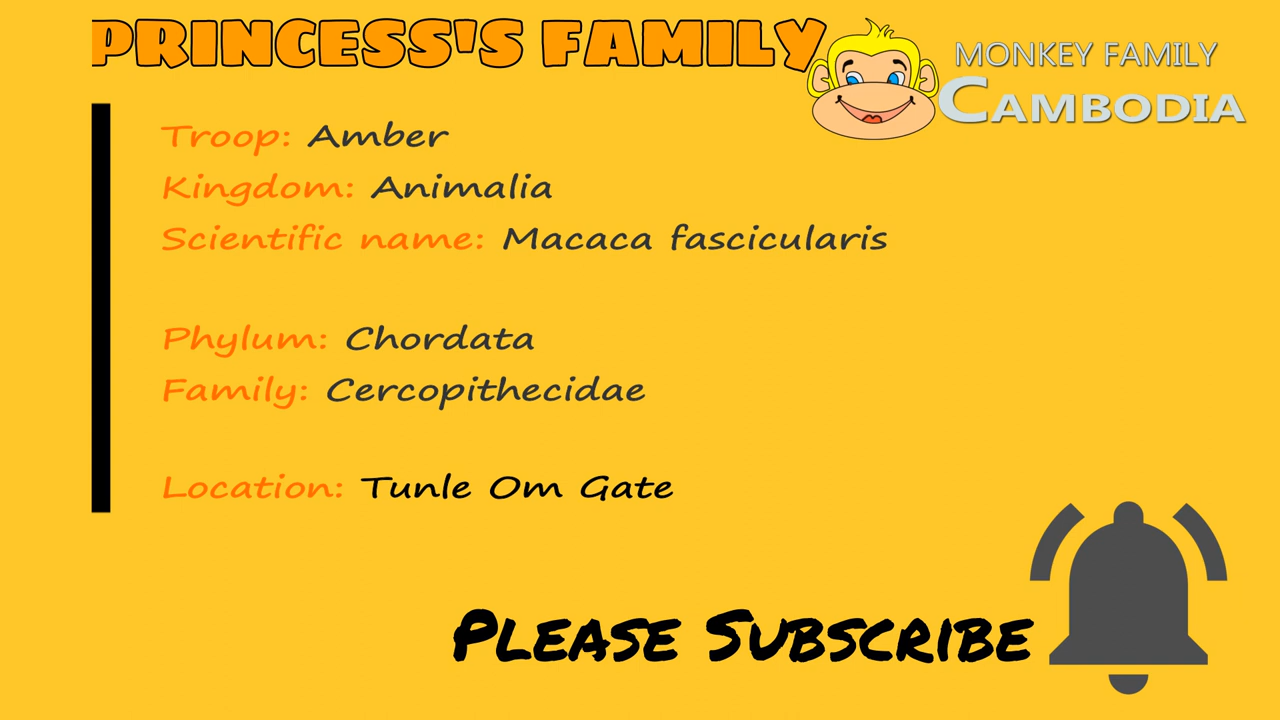 PRINCESS'S FAMILY
MONKEY FAMILY
CAMBODIA
Troop: Amber
Kingdom: Animalia
Scientific name: Macaca fascicularis
Phylum: Chordata
Family: Cercopithecidae
Location: Tunle Om Gate
PLEASE SUBSCRIBE